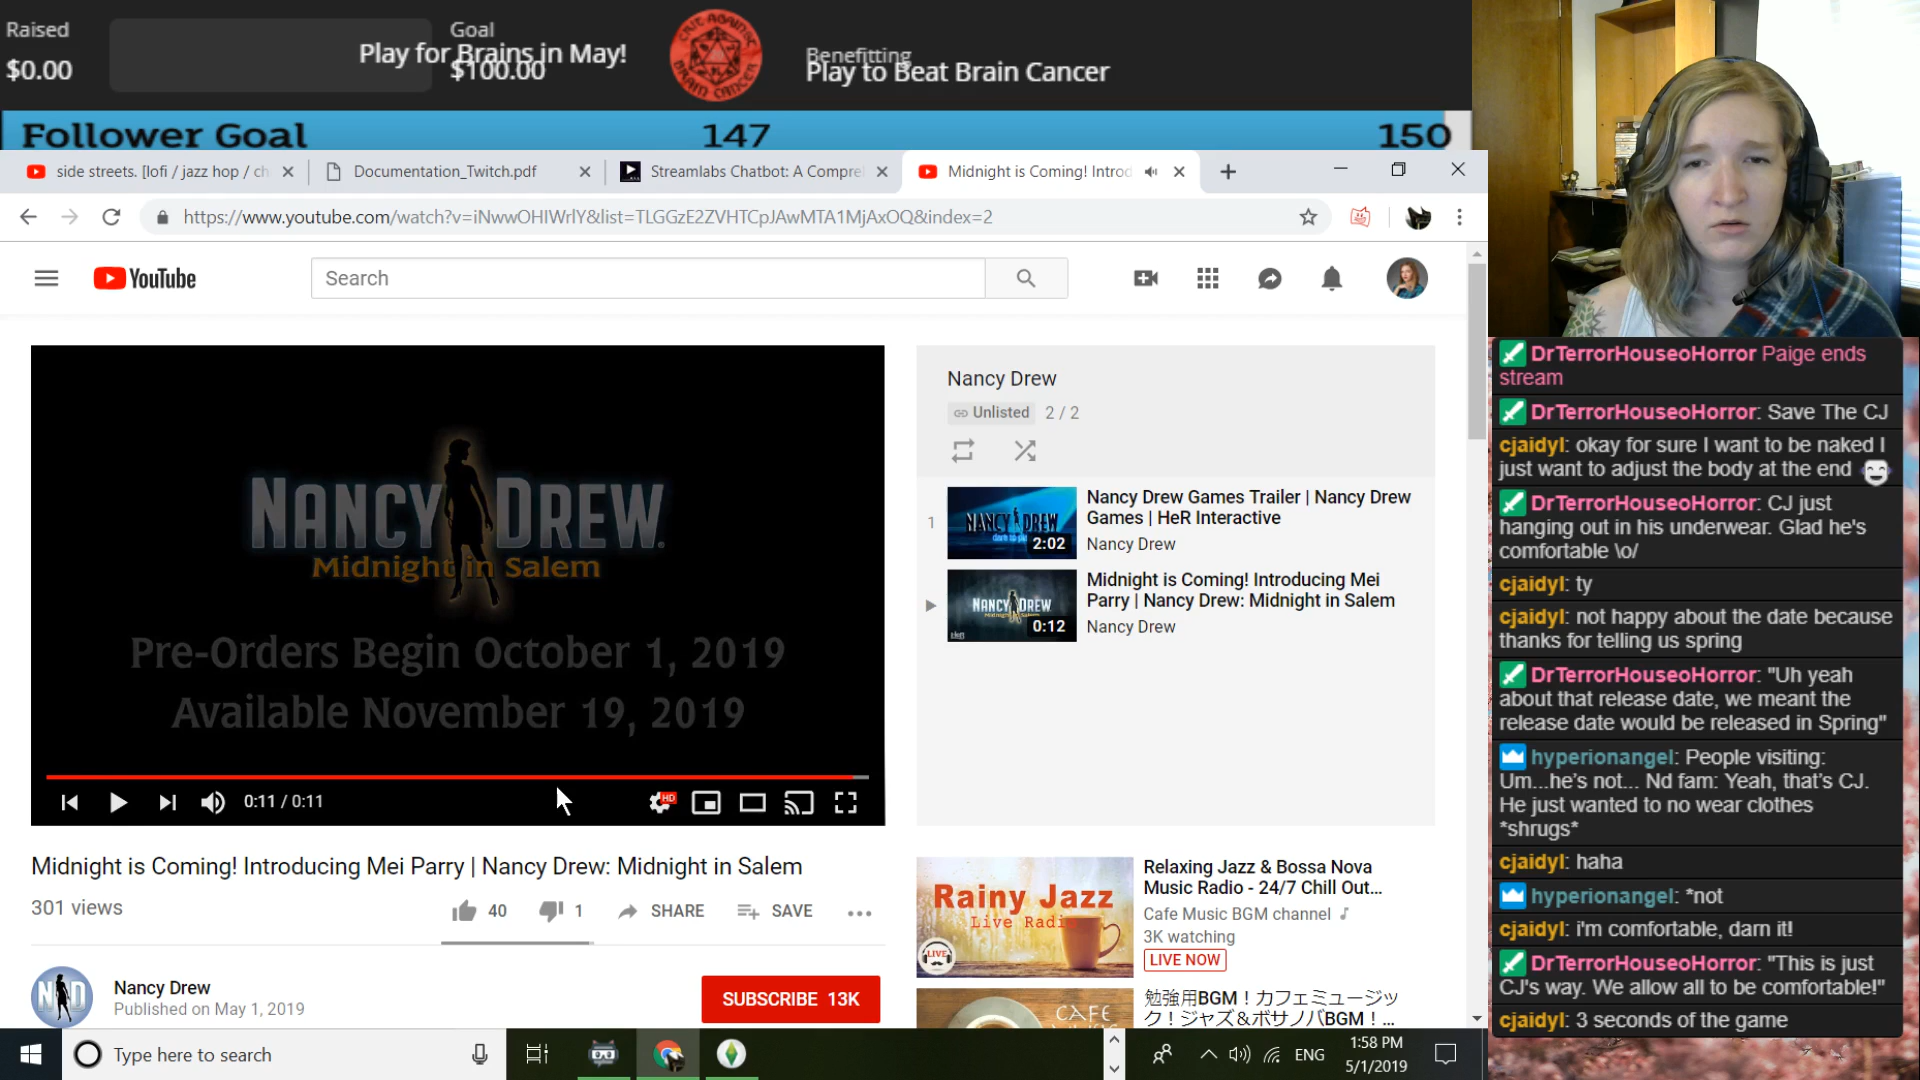 Raised
$0.00
Play for Brains in May!
Goal
$100.00
CRIT AGAINST
BRAIN CANCER
Benefitting
Play to Beat Brain Cancer
Follower Goal
147
150
side streets. [lofi / jazz hop / ch
Documentation_Twitch.pdf
Streamlabs Chatbot: A Compre
Midnight is Coming! Introd
https://www.youtube.com/watch?v=iNwwOHIWrlY&list=TLGGzE2ZVHTCpJAwMTA1MjAxOQ&index=2
YouTube
Search
NANCY DREW
Midnight in Salem
Pre-Orders Begin October 1, 2019
Available November 19, 2019
0:11 / 0:11
HD
Nancy Drew
Unlisted 2 / 2
1
NANCY DREW
2:02
Nancy Drew Games Trailer | Nancy Drew
Games | HeR Interactive
Nancy Drew
NANCY DREW
Midnight in Salem
0:12
Midnight is Coming! Introducing Mei
Parry | Nancy Drew: Midnight in Salem
Nancy Drew
Midnight is Coming! Introducing Mei Parry | Nancy Drew: Midnight in Salem
301 views
40
1
SHARE
SAVE
ND
Nancy Drew
Published on May 1, 2019
SUBSCRIBE 13K
Rainy Jazz
Live Radio
LIVE
Relaxing Jazz & Bossa Nova
Music Radio - 24/7 Chill Out...
Cafe Music BGM channel
3K watching
LIVE NOW
CAFE
勉強用BGM！カフェミュージッ
ク！ジャズ＆ボサノバBGM！...
DrTerrorHouseoHorror Paige ends
stream
DrTerrorHouseoHorror: Save The CJ
cjaidyl: okay for sure I want to be naked I
just want to adjust the body at the end
DrTerrorHouseoHorror: CJ just
hanging out in his underwear. Glad he's
comfortable \o/
cjaidyl: ty
cjaidyl: not happy about the date because
thanks for telling us spring
DrTerrorHouseoHorror: "Uh yeah
about that release date, we meant the
release date would be released in Spring"
hyperionangel: People visiting:
Um...he's not... Nd fam: Yeah, that's CJ.
He just wanted to no wear clothes
*shrugs*
cjaidyl: haha
hyperionangel: *not
cjaidyl: i'm comfortable, darn it!
DrTerrorHouseoHorror: "This is just
CJ's way. We allow all to be comfortable!"
cjaidyl: 3 seconds of the game
Type here to search
ENG
1:58 PM
5/1/2019